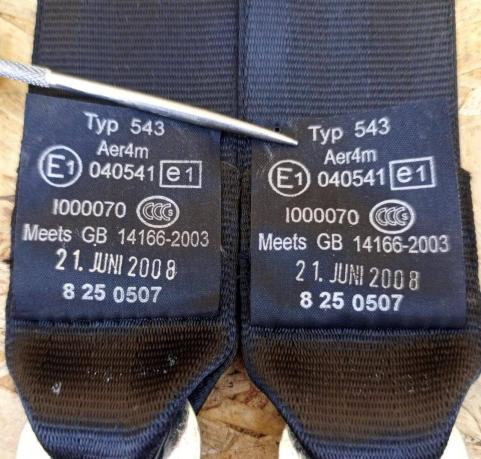 Typ 543
Aer4m
E1 040541 e1
I000070 CCC S
Meets GB 14166-2003
21. JUNI 2008
8 25 0507
Typ 543
Aer4m
E1 040541 e1
I000070 CCC S
Meets GB 14166-2003
21. JUNI 2008
8 25 0507